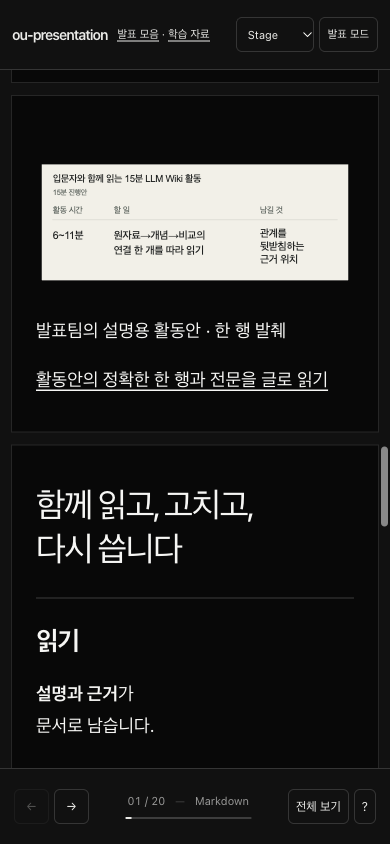 ou-presentation 발표 모음 · 학습 자료 Stage 발표 모드
입문자와 함께 읽는 15분 LLM Wiki 활동
15분 진행안
활동 시간 할 일 남길 것
6~11분 원자료→개념→비교의 관계를
연결 한 개를 따라 읽기 뒷받침하는
근거 위치
발표팀의 설명용 활동안 · 한 행 발췌
활동안의 정확한 한 행과 전문을 글로 읽기
함께 읽고, 고치고,
다시 씁니다
읽기
설명과 근거가
문서로 남습니다.
← → 01 / 20 — Markdown 전체 보기 ?